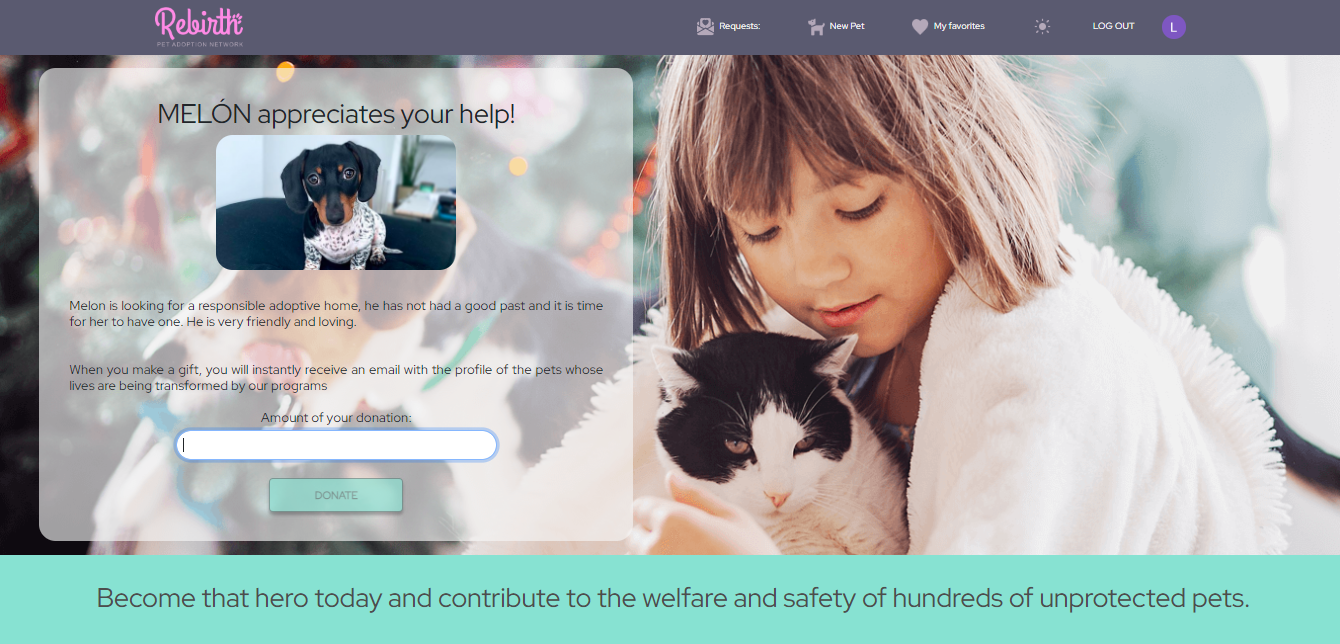 Rebirth
PET ADOPTION NETWORK
Requests:
New Pet
My favorites
LOG OUT
L
MELÓN appreciates your help!
Melon is looking for a responsible adoptive home, he has not had a good past and it is time
for her to have one. He is very friendly and loving.
When you make a gift, you will instantly receive an email with the profile of the pets whose
lives are being transformed by our programs
Amount of your donation:
DONATE
Become that hero today and contribute to the welfare and safety of hundreds of unprotected pets.